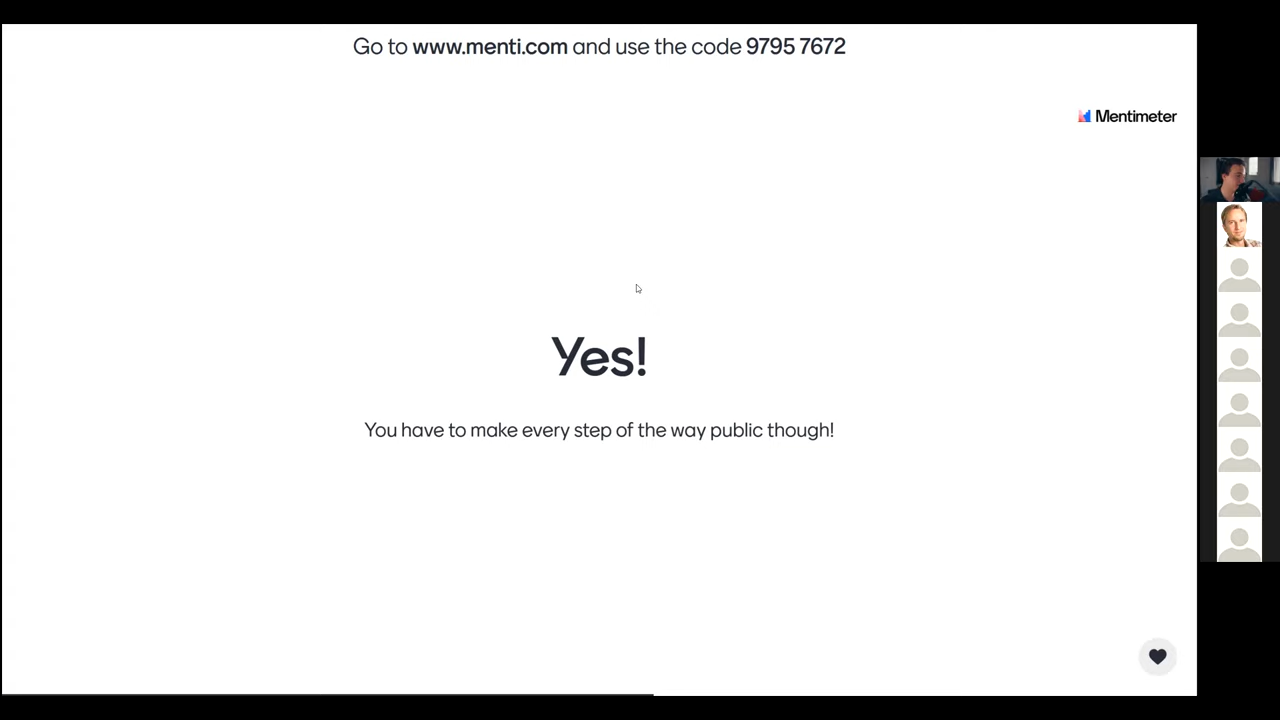 Go to www.menti.com and use the code 9795 7672
Mentimeter
Yes!
You have to make every step of the way public though!